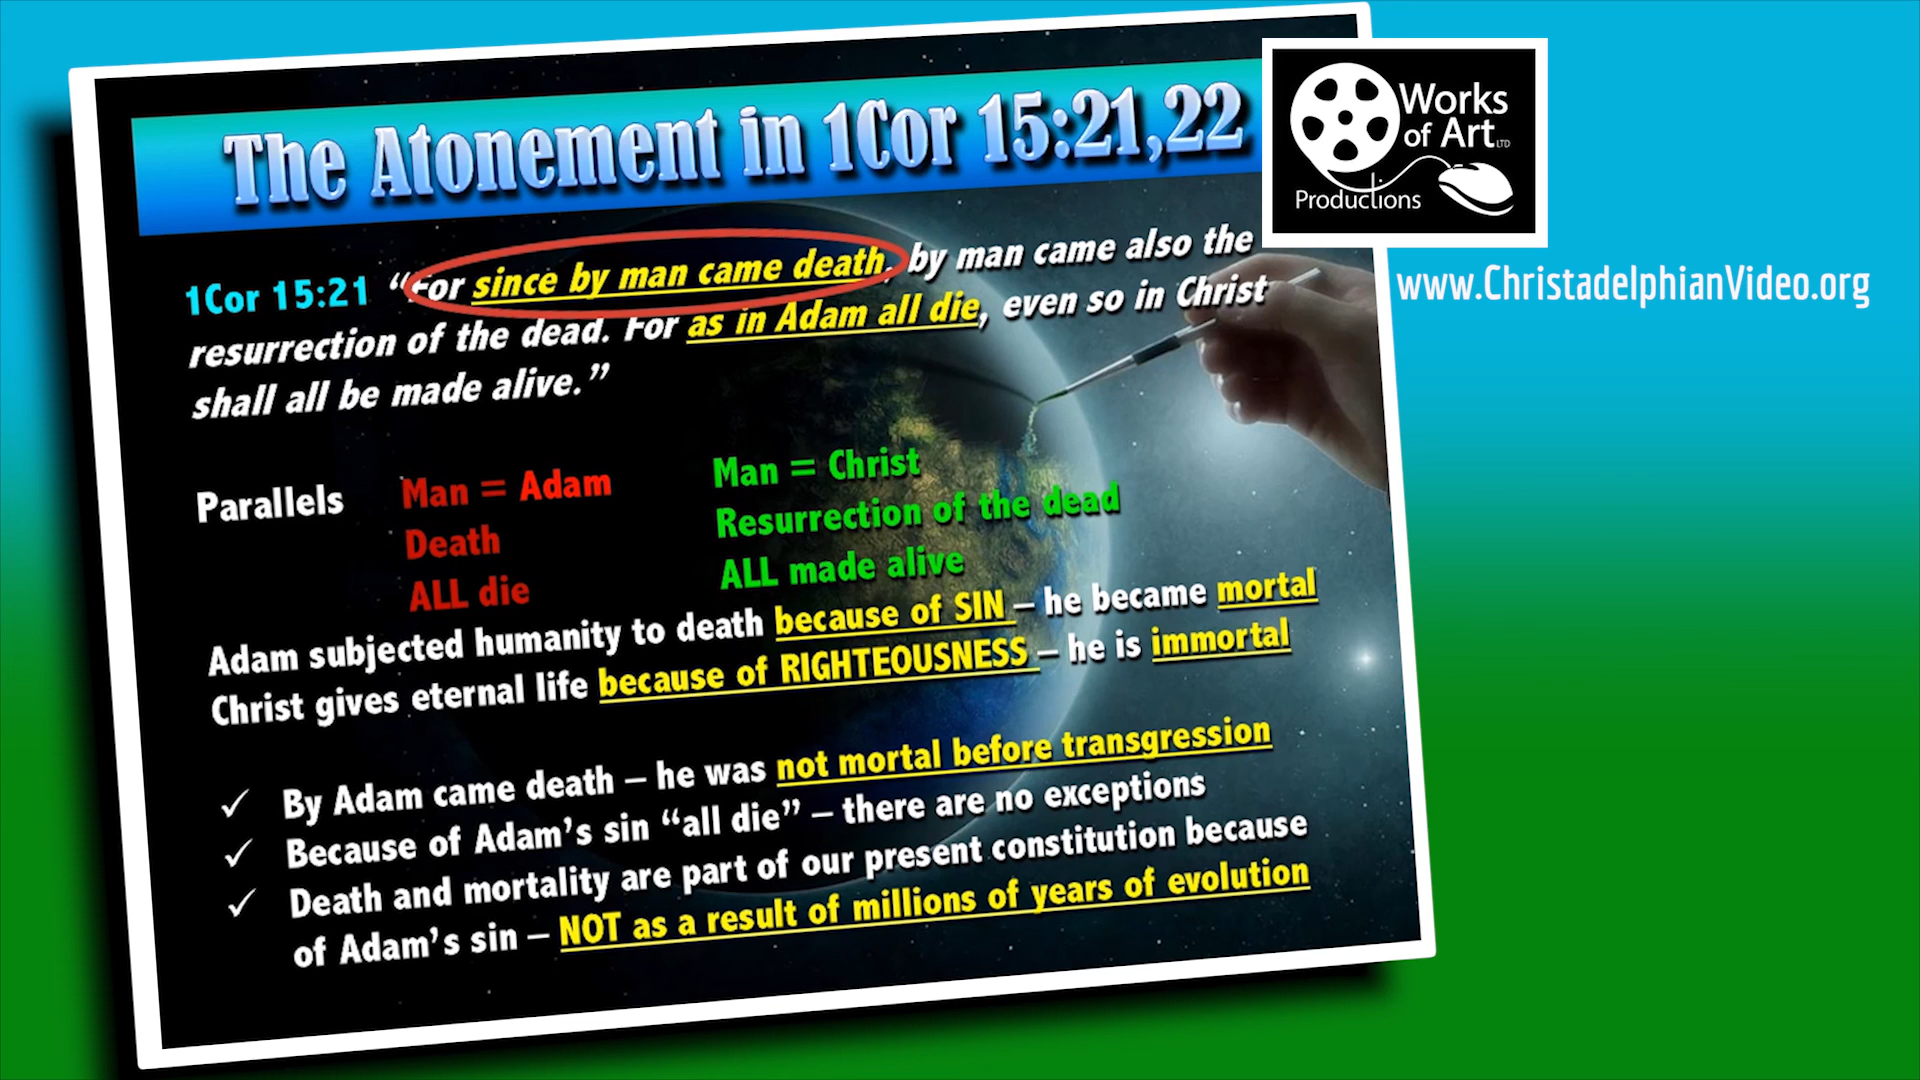 The Atonement in 1Cor 15:21,22
1Cor 15:21 “For since by man came death, by man came also the
resurrection of the dead. For as in Adam all die, even so in Christ
shall all be made alive.”
Parallels
Man = Adam
Death
ALL die
Man = Christ
Resurrection of the dead
ALL made alive
Adam subjected humanity to death because of SIN – he became mortal
Christ gives eternal life because of RIGHTEOUSNESS – he is immortal
✓ By Adam came death – he was not mortal before transgression
✓ Because of Adam’s sin “all die” – there are no exceptions
✓ Death and mortality are part of our present constitution because
of Adam’s sin – NOT as a result of millions of years of evolution
Works
of Art LTD
Productions
www.ChristadelphianVideo.org